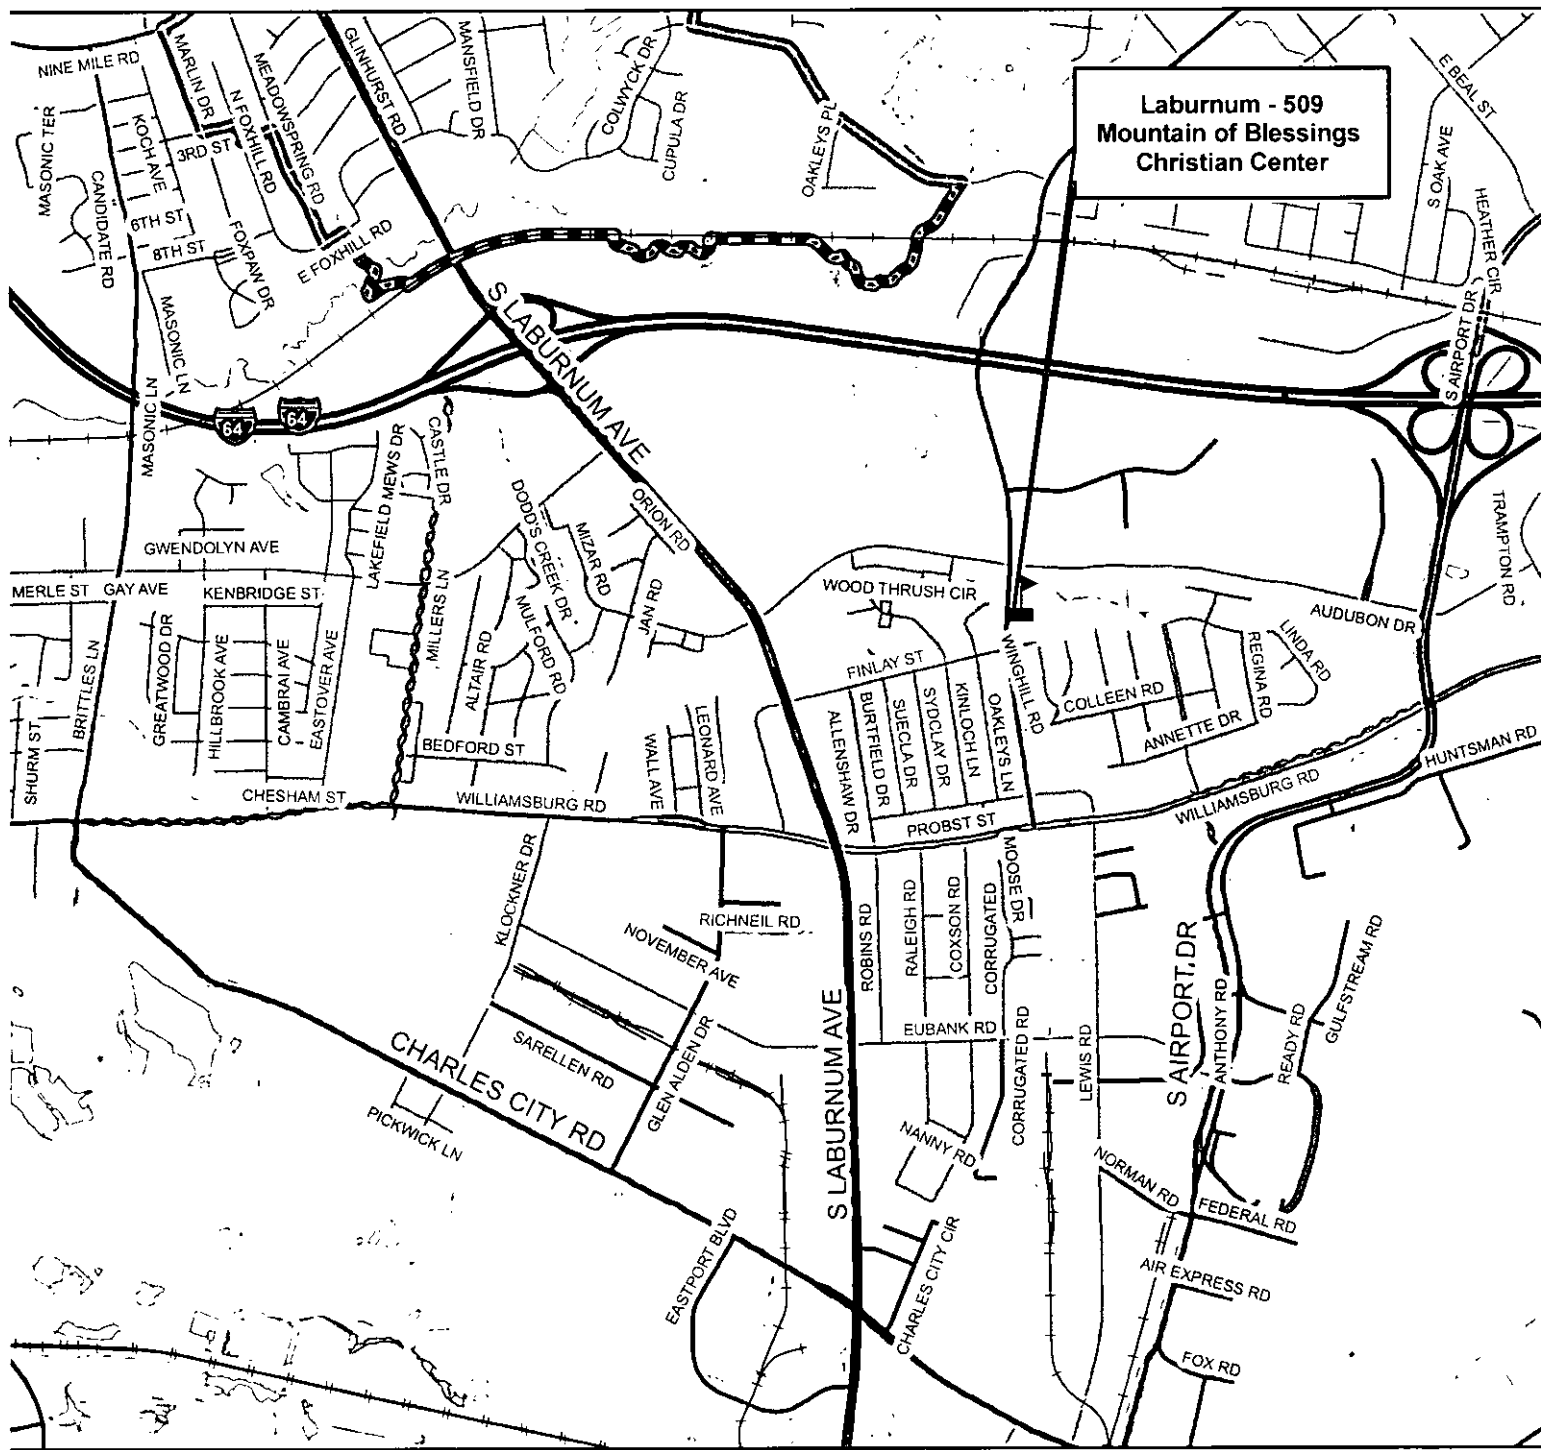 NINE MILE RD
MARLIN DR
MEADOWSPRING RD
GLINHURST RD
MANSFIELD DR
COLWYCK DR
CUPULA DR
OAKLEYS PL
Laburnum - 509
Mountain of Blessings
Christian Center
E BEAL ST
S OAK AVE
HEATHER CIR
MASONIC TER
KOCH AVE
3RD ST
N FOXHILL RD
CANDIDATE RD
6TH ST
8TH ST
FOXPAW DR
E FOXHILL RD
MASONIC LN
S LABURNUM AVE
S AIRPORT DR
MASONIC LN
64
64
LAKEFIELD MEWS DR
CASTLE DR
DODD'S CREEK DR
MIZAR RD
ORION RD
TRAMPTON RD
GWENDOLYN AVE
MERLE ST
GAY AVE
KENBRIDGE ST
WOOD THRUSH CIR
AUDUBON DR
MILLERS LN
MULFORD RD
JAN RD
ALTAIR RD
BRITTLES LN
GREATWOOD DR
HILLBROOK AVE
CAMBRAI AVE
EASTOVER AVE
FINLAY ST
WINGHILL RD
COLLEEN RD
REGINA RD
LINDA RD
ANNETTE DR
SHURM ST
BEDFORD ST
WALL AVE
LEONARD AVE
ALLENSHAW DR
BURTFIELD DR
SUECLA DR
SYDCLAY DR
KINLOCH LN
OAKLEYS LN
HUNTSMAN RD
CHESHAM ST
WILLIAMSBURG RD
PROBST ST
WILLIAMSBURG RD
KLOCKNER DR
RICHNEIL RD
NOVEMBER AVE
ROBINS RD
RALEIGH RD
COXSON RD
CORRUGATED
MOOSE DR
S AIRPORT DR
ANTHONY RD
GULFSTREAM RD
READY RD
CHARLES CITY RD
SARELLEN RD
GLEN ALDEN DR
S LABURNUM AVE
EUBANK RD
CORRUGATED RD
LEWIS RD
PICKWICK LN
NANNY RD
NORMAN RD
FEDERAL RD
EASTPORT BLVD
CHARLES CITY CIR
AIR EXPRESS RD
FOX RD